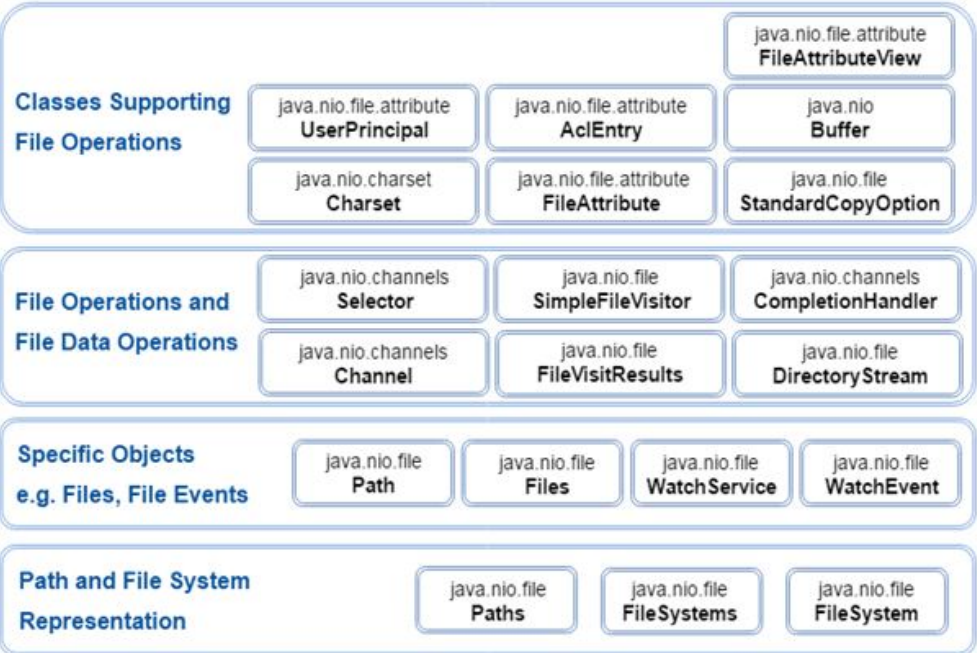 java.nio.file.attribute
FileAttributeView
Classes Supporting
File Operations
java.nio.file.attribute
UserPrincipal
java.nio.file.attribute
AclEntry
java.nio
Buffer
java.nio.charset
Charset
java.nio.file.attribute
FileAttribute
java.nio.file
StandardCopyOption
File Operations and
File Data Operations
java.nio.channels
Selector
java.nio.file
SimpleFileVisitor
java.nio.channels
CompletionHandler
java.nio.channels
Channel
java.nio.file
FileVisitResults
java.nio.file
DirectoryStream
Specific Objects
e.g. Files, File Events
java.nio.file
Path
java.nio.file
Files
java.nio.file
WatchService
java.nio.file
WatchEvent
Path and File System
Representation
java.nio.file
Paths
java.nio.file
FileSystems
java.nio.file
FileSystem